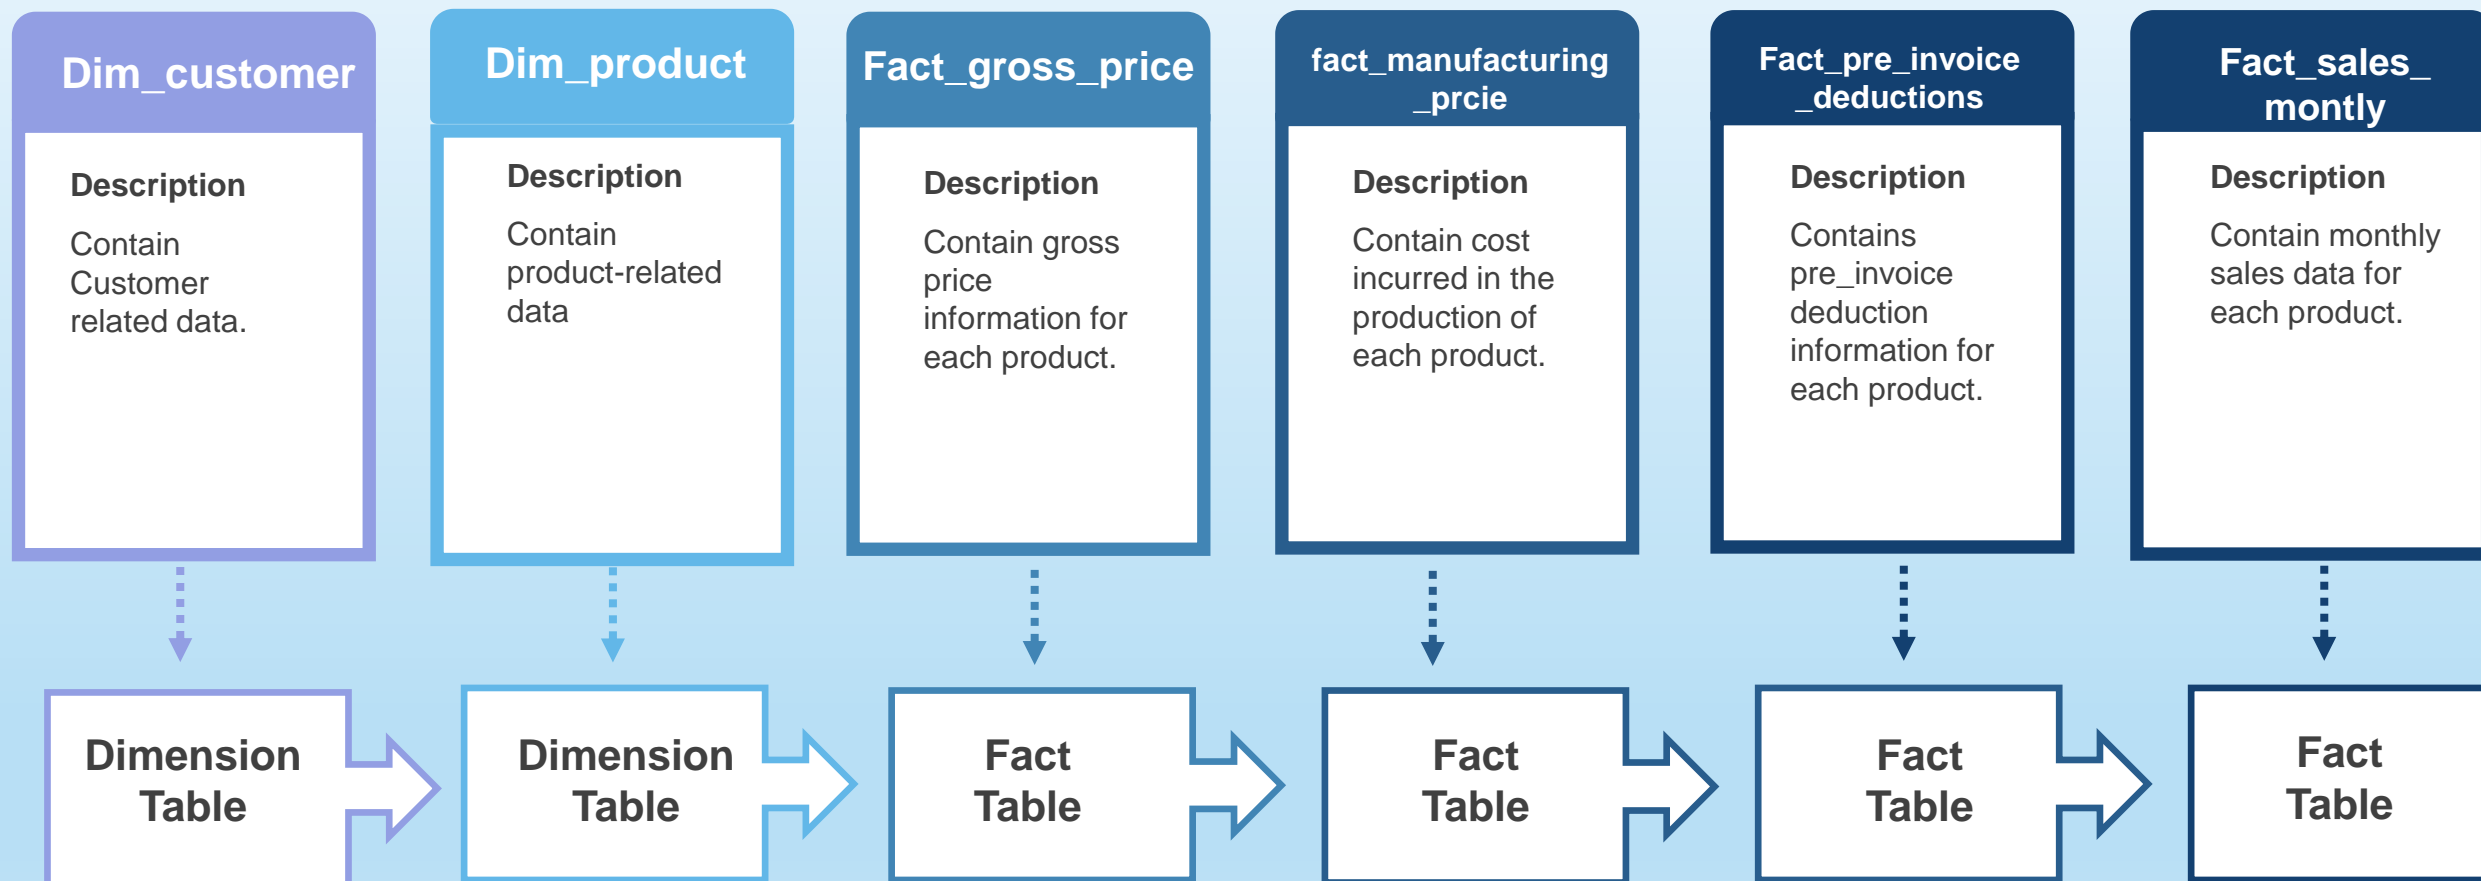 Dim_customer
Description
Contain
Customer
related data.
Dimension
Table
Dim_product
Description
Contain
product-related
data
Dimension
Table
Fact_gross_price
Description
Contain gross
price
information for
each product.
Fact
Table
fact_manufacturing
_prcie
Description
Contain cost
incurred in the
production of
each product.
Fact
Table
Fact_pre_invoice
_deductions
Description
Contains
pre_invoice
deduction
information for
each product.
Fact
Table
Fact_sales_
montly
Description
Contain monthly
sales data for
each product.
Fact
Table